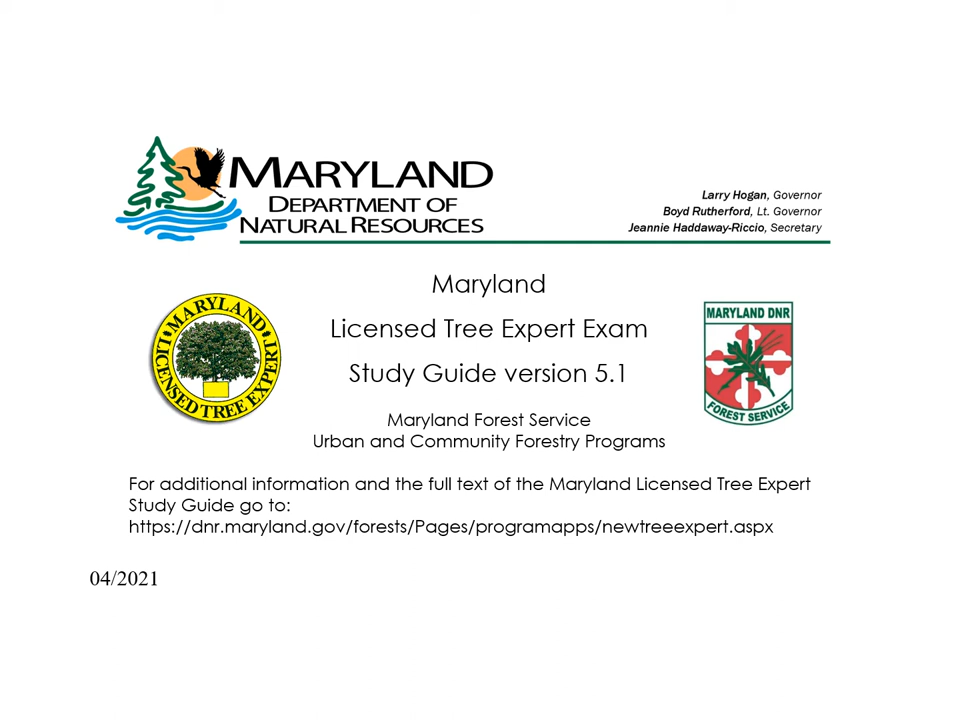 MARYLAND
DEPARTMENT OF
NATURAL RESOURCES
Larry Hogan, Governor
Boyd Rutherford, Lt. Governor
Jeannie Haddaway-Riccio, Secretary
Maryland
Licensed Tree Expert Exam
Study Guide version 5.1
MARYLAND
LICENSED TREE EXPERT
MARYLAND DNR
FOREST SERVICE
Maryland Forest Service
Urban and Community Forestry Programs
For additional information and the full text of the Maryland Licensed Tree Expert
Study Guide go to:
https://dnr.maryland.gov/forests/Pages/programapps/newtreeexpert.aspx
04/2021